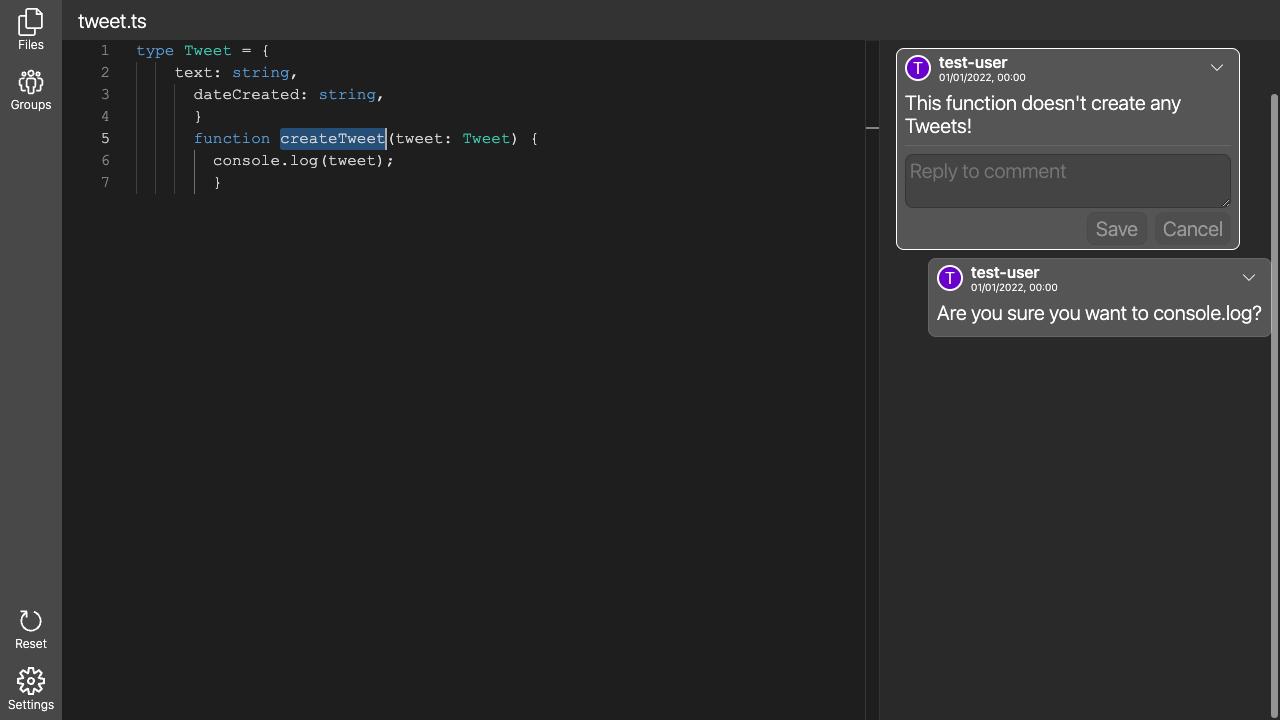 Files
Groups
Reset
Settings
tweet.ts
1 type Tweet = {
2 text: string,
3 dateCreated: string,
4 }
5 function createTweet(tweet: Tweet) {
6 console.log(tweet);
7 }
T test-user
01/01/2022, 00:00
This function doesn't create any
Tweets!
Reply to comment
Save Cancel
T test-user
01/01/2022, 00:00
Are you sure you want to console.log?